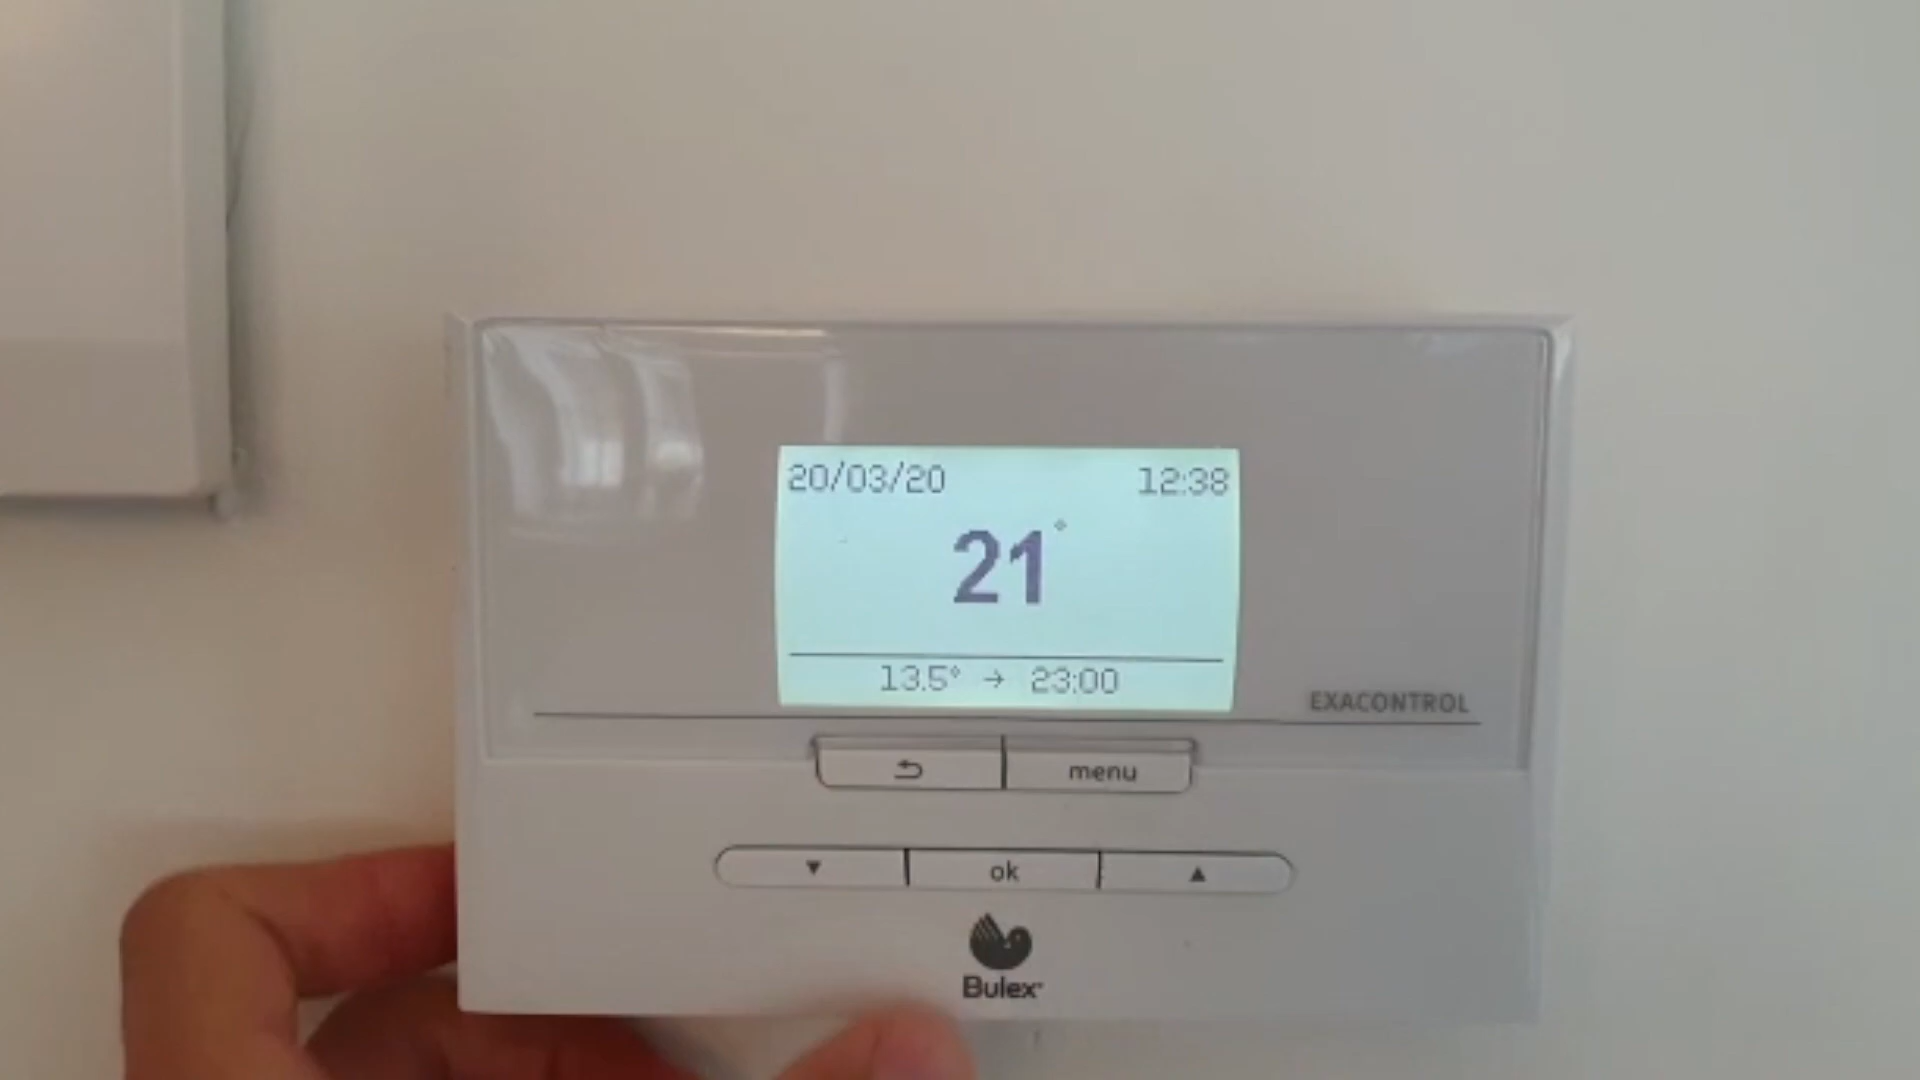 20/03/20 12:38
21°
13.5° → 23:00
EXACONTROL
menu
▼ ok ▲
Bulex